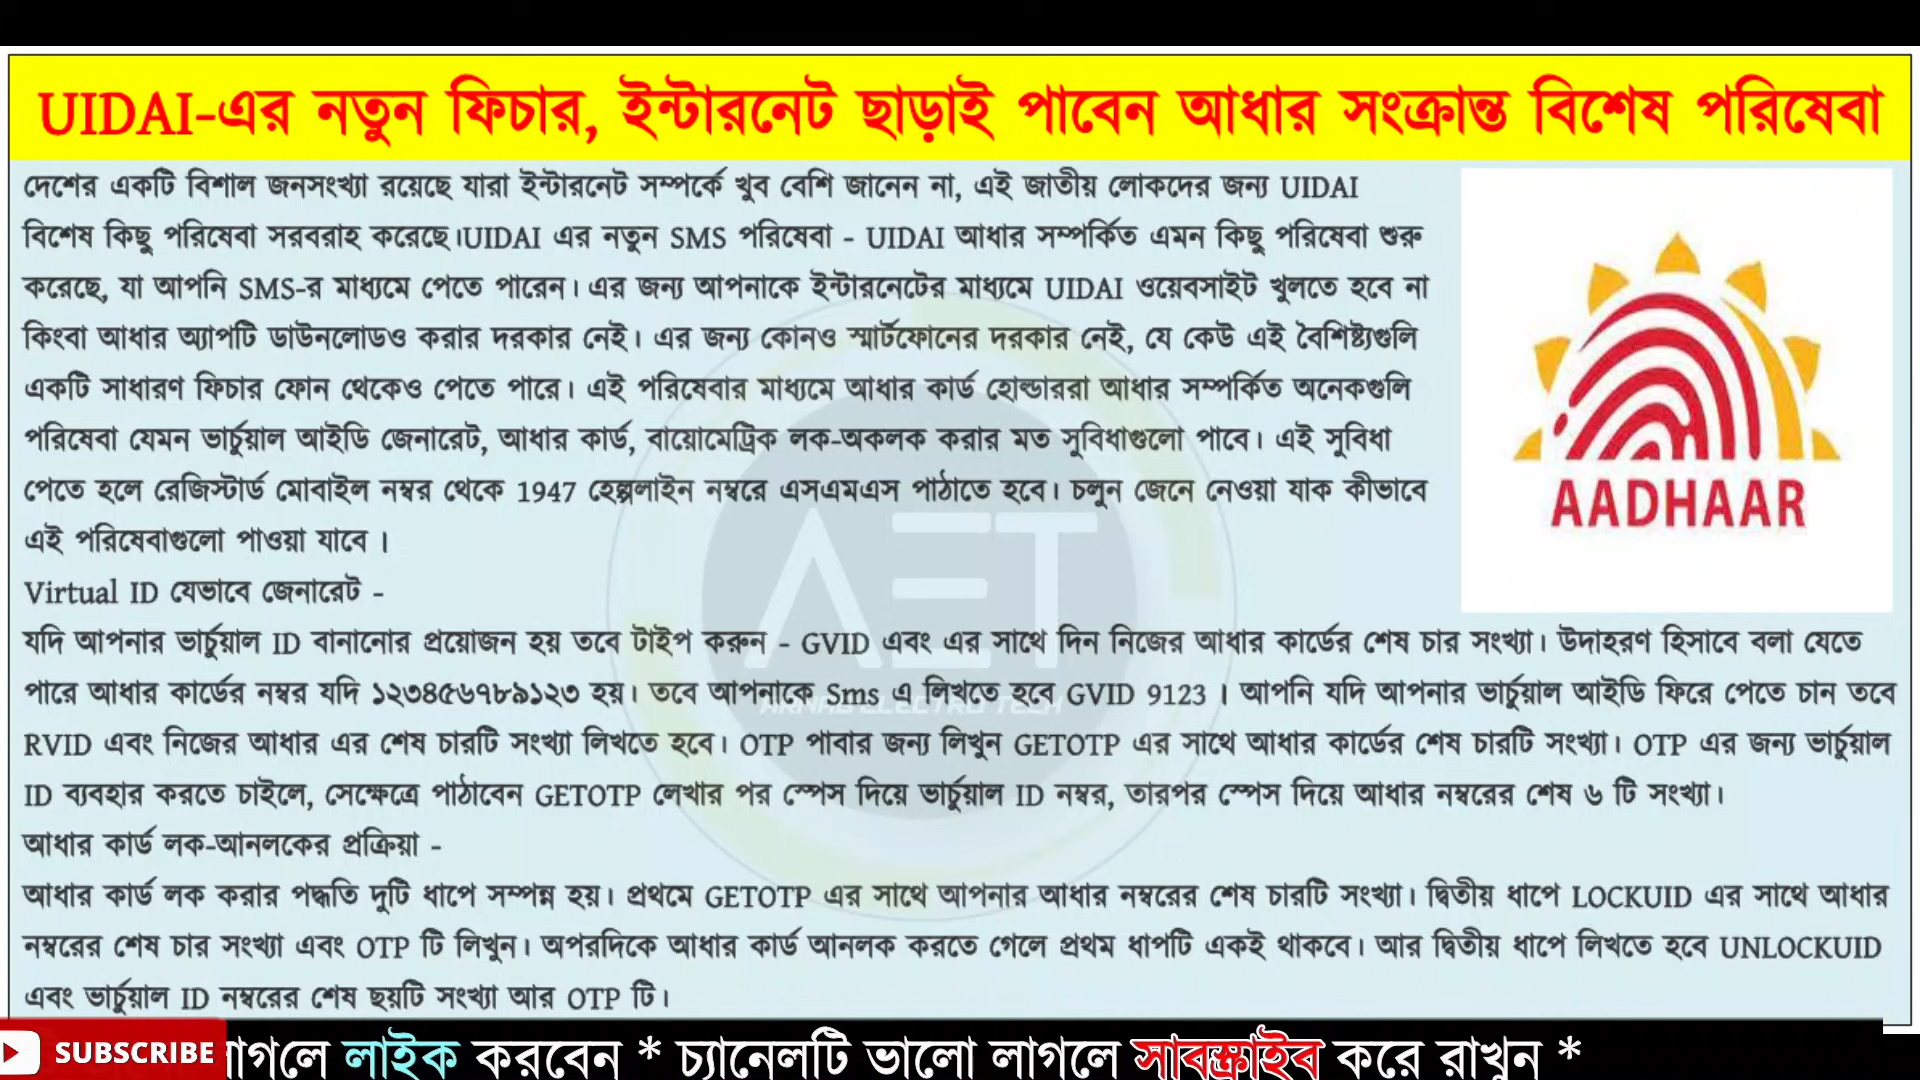 UIDAI-এর নতুন ফিচার, ইন্টারনেট ছাড়াই পাবেন আধার সংক্রান্ত বিশেষ পরিষেবা
দেশের একটি বিশাল জনসংখ্যা রয়েছে যারা ইন্টারনেট সম্পর্কে খুব বেশি জানেন না, এই জাতীয় লোকদের জন্য UIDAI
বিশেষ কিছু পরিষেবা সরবরাহ করেছে।UIDAI এর নতুন SMS পরিষেবা - UIDAI আধার সম্পর্কিত এমন কিছু পরিষেবা শুরু
করেছে, যা আপনি SMS-র মাধ্যমে পেতে পারেন। এর জন্য আপনাকে ইন্টারনেটের মাধ্যমে UIDAI ওয়েবসাইট খুলতে হবে না
কিংবা আধার অ্যাপটি ডাউনলোডও করার দরকার নেই। এর জন্য কোনও স্মার্টফোনের দরকার নেই, যে কেউ এই বৈশিষ্ট্যগুলি
একটি সাধারণ ফিচার ফোন থেকেও পেতে পারে। এই পরিষেবার মাধ্যমে আধার কার্ড হোল্ডাররা আধার সম্পর্কিত অনেকগুলি
পরিষেবা যেমন ভার্চুয়াল আইডি জেনারেট, আধার কার্ড, বায়োমেট্রিক লক-অকলক করার মত সুবিধাগুলো পাবে। এই সুবিধা
পেতে হলে রেজিস্টার্ড মোবাইল নম্বর থেকে 1947 হেল্পলাইন নম্বরে এসএমএস পাঠাতে হবে। চলুন জেনে নেওয়া যাক কীভাবে
এই পরিষেবাগুলো পাওয়া যাবে ।
AADHAAR
Virtual ID যেভাবে জেনারেট -
যদি আপনার ভার্চুয়াল ID বানানোর প্রয়োজন হয় তবে টাইপ করুন - GVID এবং এর সাথে দিন নিজের আধার কার্ডের শেষ চার সংখ্যা। উদাহরণ হিসাবে বলা যেতে
পারে আধার কার্ডের নম্বর যদি ১২৩৪৫৬৭৮৯১২৩ হয়। তবে আপনাকে Sms এ লিখতে হবে GVID 9123 । আপনি যদি আপনার ভার্চুয়াল আইডি ফিরে পেতে চান তবে
RVID এবং নিজের আধার এর শেষ চারটি সংখ্যা লিখতে হবে। OTP পাবার জন্য লিখুন GETOTP এর সাথে আধার কার্ডের শেষ চারটি সংখ্যা। OTP এর জন্য ভার্চুয়াল
ID ব্যবহার করতে চাইলে, সেক্ষেত্রে পাঠাবেন GETOTP লেখার পর স্পেস দিয়ে ভার্চুয়াল ID নম্বর, তারপর স্পেস দিয়ে আধার নম্বরের শেষ ৬ টি সংখ্যা।
আধার কার্ড লক-আনলকের প্রক্রিয়া -
আধার কার্ড লক করার পদ্ধতি দুটি ধাপে সম্পন্ন হয়। প্রথমে GETOTP এর সাথে আপনার আধার নম্বরের শেষ চারটি সংখ্যা। দ্বিতীয় ধাপে LOCKUID এর সাথে আধার
নম্বরের শেষ চার সংখ্যা এবং OTP টি লিখুন। অপরদিকে আধার কার্ড আনলক করতে গেলে প্রথম ধাপটি একই থাকবে। আর দ্বিতীয় ধাপে লিখতে হবে UNLOCKUID
এবং ভার্চুয়াল ID নম্বরের শেষ ছয়টি সংখ্যা আর OTP টি।
AET
ARNAB ELECTRO TECH
SUBSCRIBE
লাগলে লাইক করবেন * চ্যানেলটি ভালো লাগলে সাবস্ক্রাইব করে রাখুন *